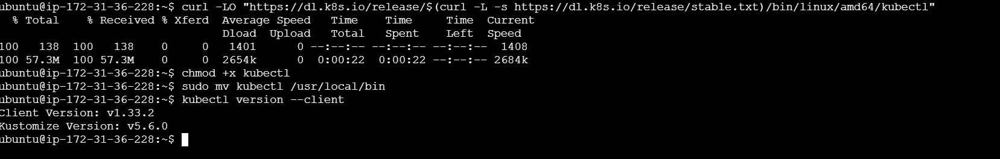 ubuntu@ip-172-31-36-228:~$ curl -LO "https://dl.k8s.io/release/$(curl -L -s https://dl.k8s.io/release/stable.txt)/bin/linux/amd64/kubectl"
  % Total    % Received % Xferd  Average Speed   Time    Time     Time  Current
                                 Dload  Upload   Total   Spent    Left  Speed
100   138  100   138    0     0   1401      0 --:--:-- --:--:-- --:--:--  1408
100 57.3M  100 57.3M    0     0  2654k      0  0:00:22  0:00:22 --:--:-- 2684k
ubuntu@ip-172-31-36-228:~$ chmod +x kubectl
ubuntu@ip-172-31-36-228:~$ sudo mv kubectl /usr/local/bin
ubuntu@ip-172-31-36-228:~$ kubectl version --client
Client Version: v1.33.2
Kustomize Version: v5.6.0
ubuntu@ip-172-31-36-228:~$